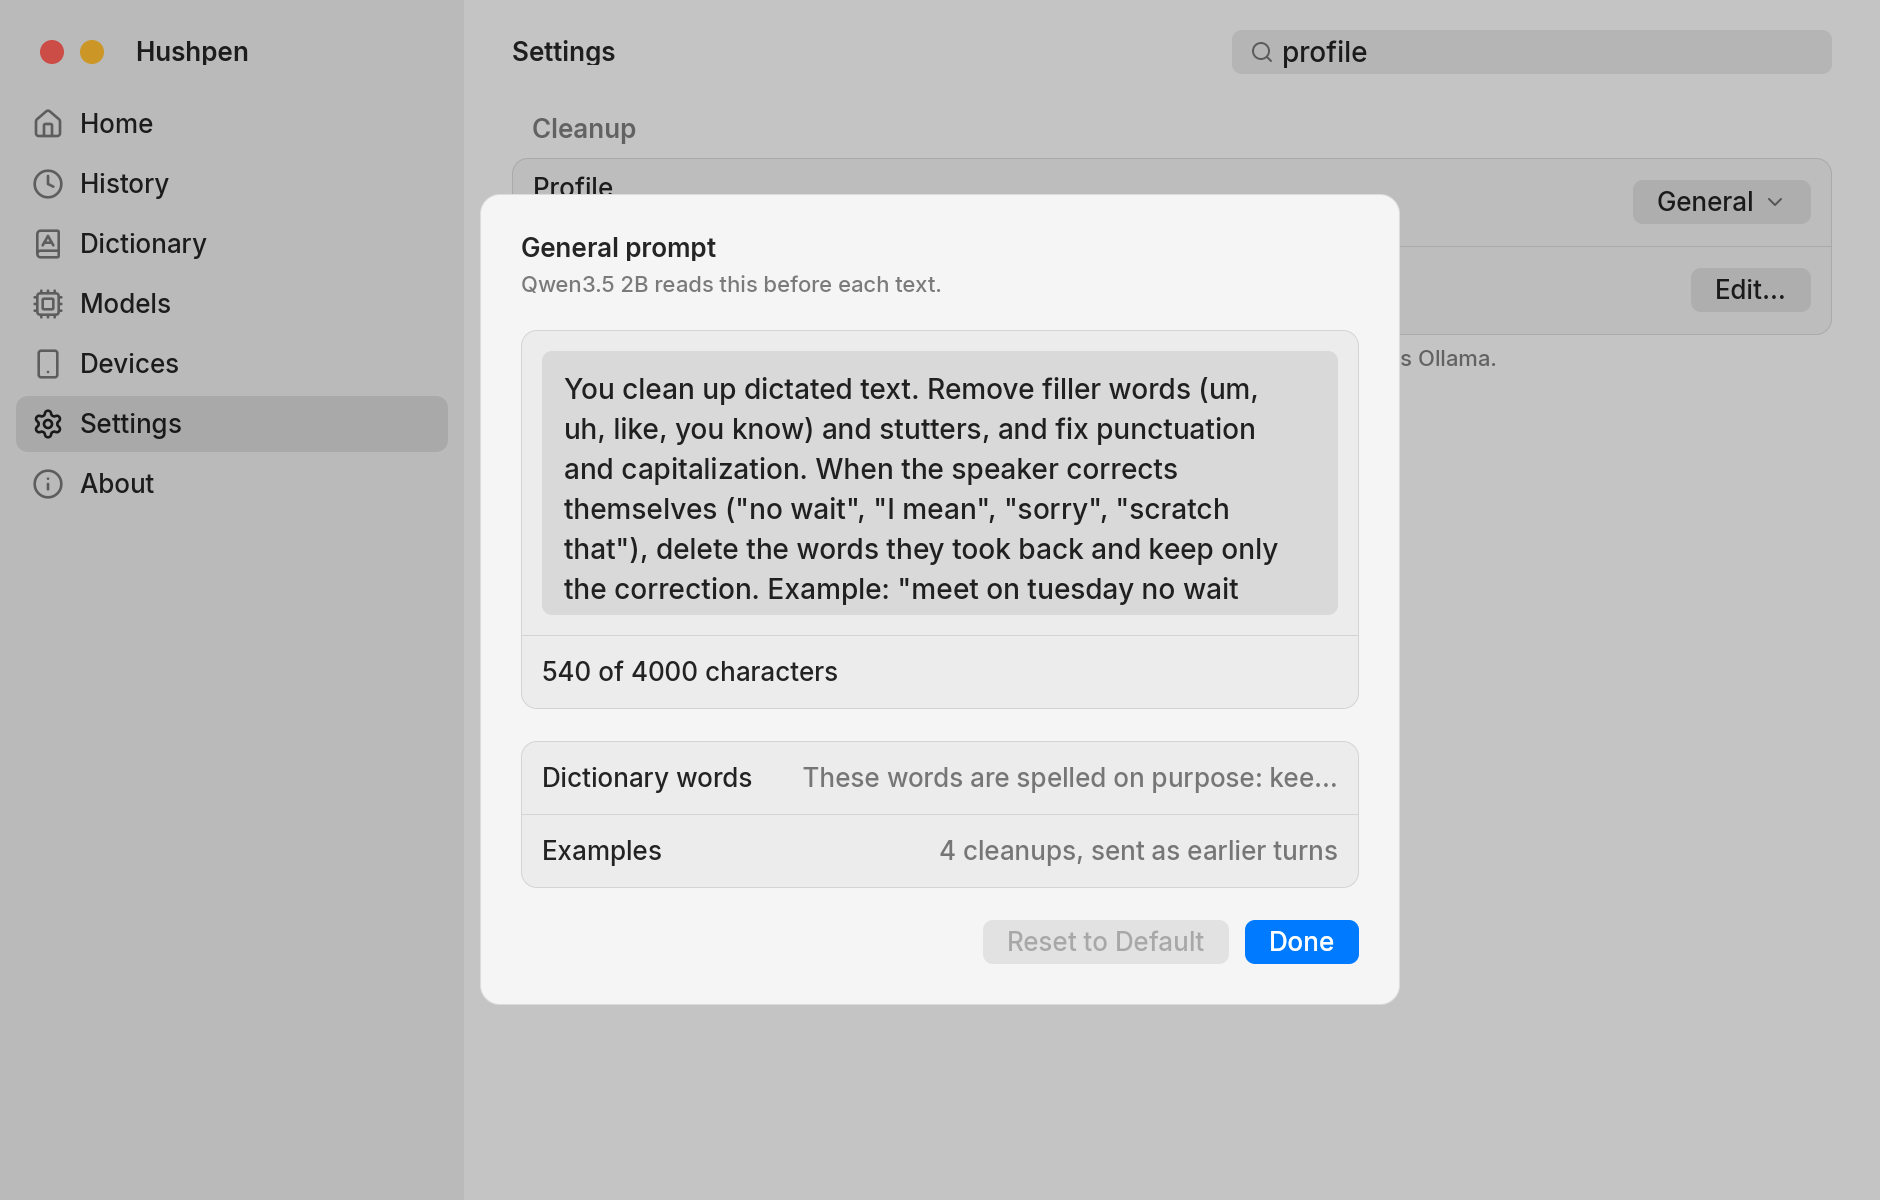 Hushpen
Home
History
Dictionary
Models
Devices
Settings
About
Settings
profile
Cleanup
Profile
General
Edit...
s Ollama.
General prompt
Qwen3.5 2B reads this before each text.
You clean up dictated text. Remove filler words (um,
uh, like, you know) and stutters, and fix punctuation
and capitalization. When the speaker corrects
themselves ("no wait", "I mean", "sorry", "scratch
that"), delete the words they took back and keep only
the correction. Example: "meet on tuesday no wait
540 of 4000 characters
Dictionary words These words are spelled on purpose: kee...
Examples 4 cleanups, sent as earlier turns
Reset to Default Done